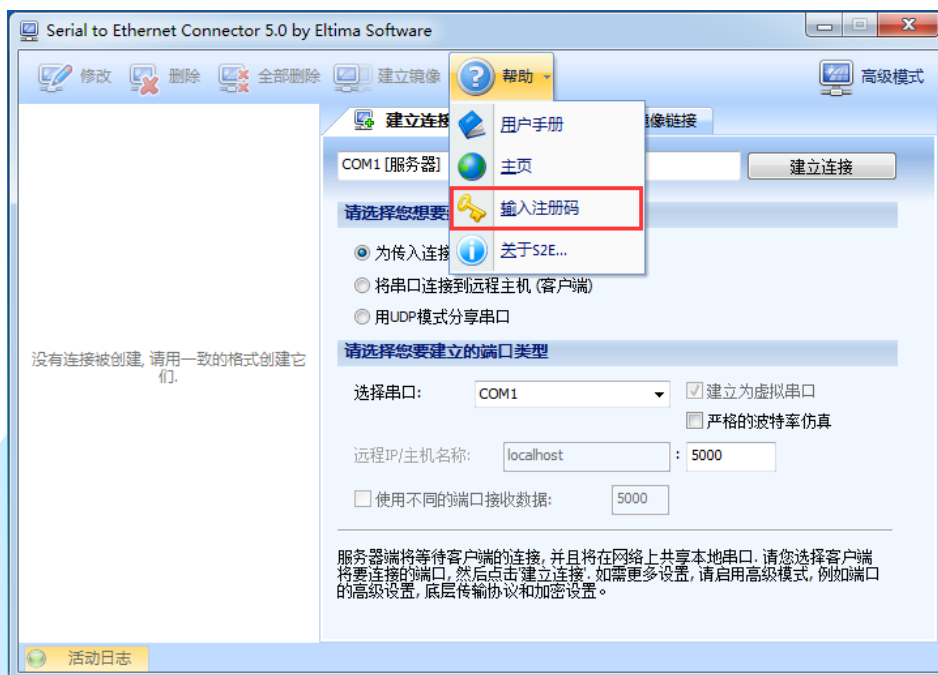 Serial to Ethernet Connector 5.0 by Eltima Software
修改 删除 全部删除 建立镜像 帮助 高级模式
用户手册
主页
输入注册码
关于S2E...
建立连接 像链接
COM1 [服务器] 建立连接
请选择您想要
为传入连接
将串口连接到远程主机 (客户端)
用UDP模式分享串口
没有连接被创建, 请用一致的格式创建它
们.
请选择您要建立的端口类型
选择串口: COM1 建立为虚拟串口
严格的波特率仿真
远程IP/主机名称: localhost : 5000
使用不同的端口接收数据: 5000
服务器端将等待客户端的连接, 并且将在网络上共享本地串口. 请您选择客户端
将要连接的端口, 然后点击'建立连接'. 如需更多设置, 请启用高级模式, 例如端口
的高级设置, 底层传输协议和加密设置。
活动日志